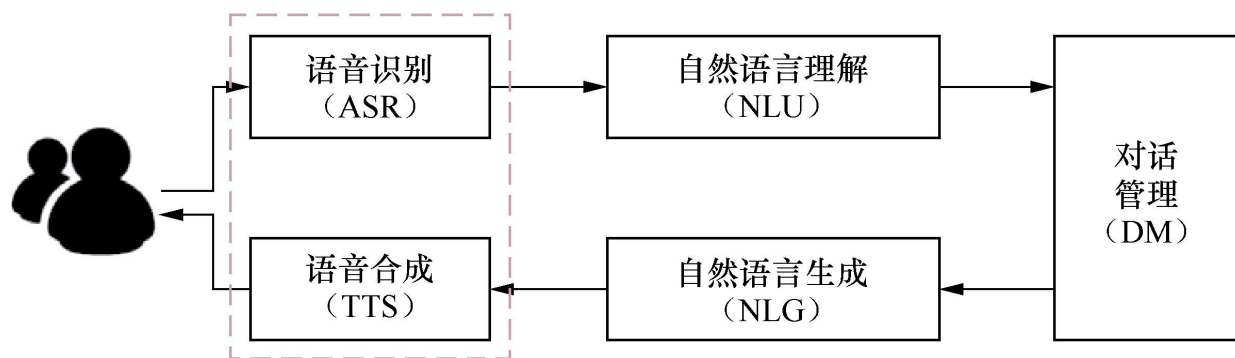 语音识别
（ASR）
自然语言理解
（NLU）
对话
管理
（DM）
语音合成
（TTS）
自然语言生成
（NLG）